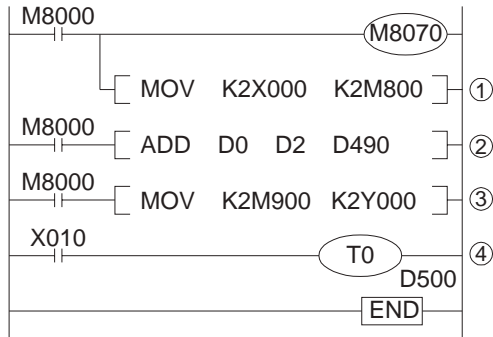 M8000
M8070
MOV K2X000 K2M800 ①
M8000
ADD D0 D2 D490 ②
M8000
MOV K2M900 K2Y000 ③
X010
T0 ④
D500
END